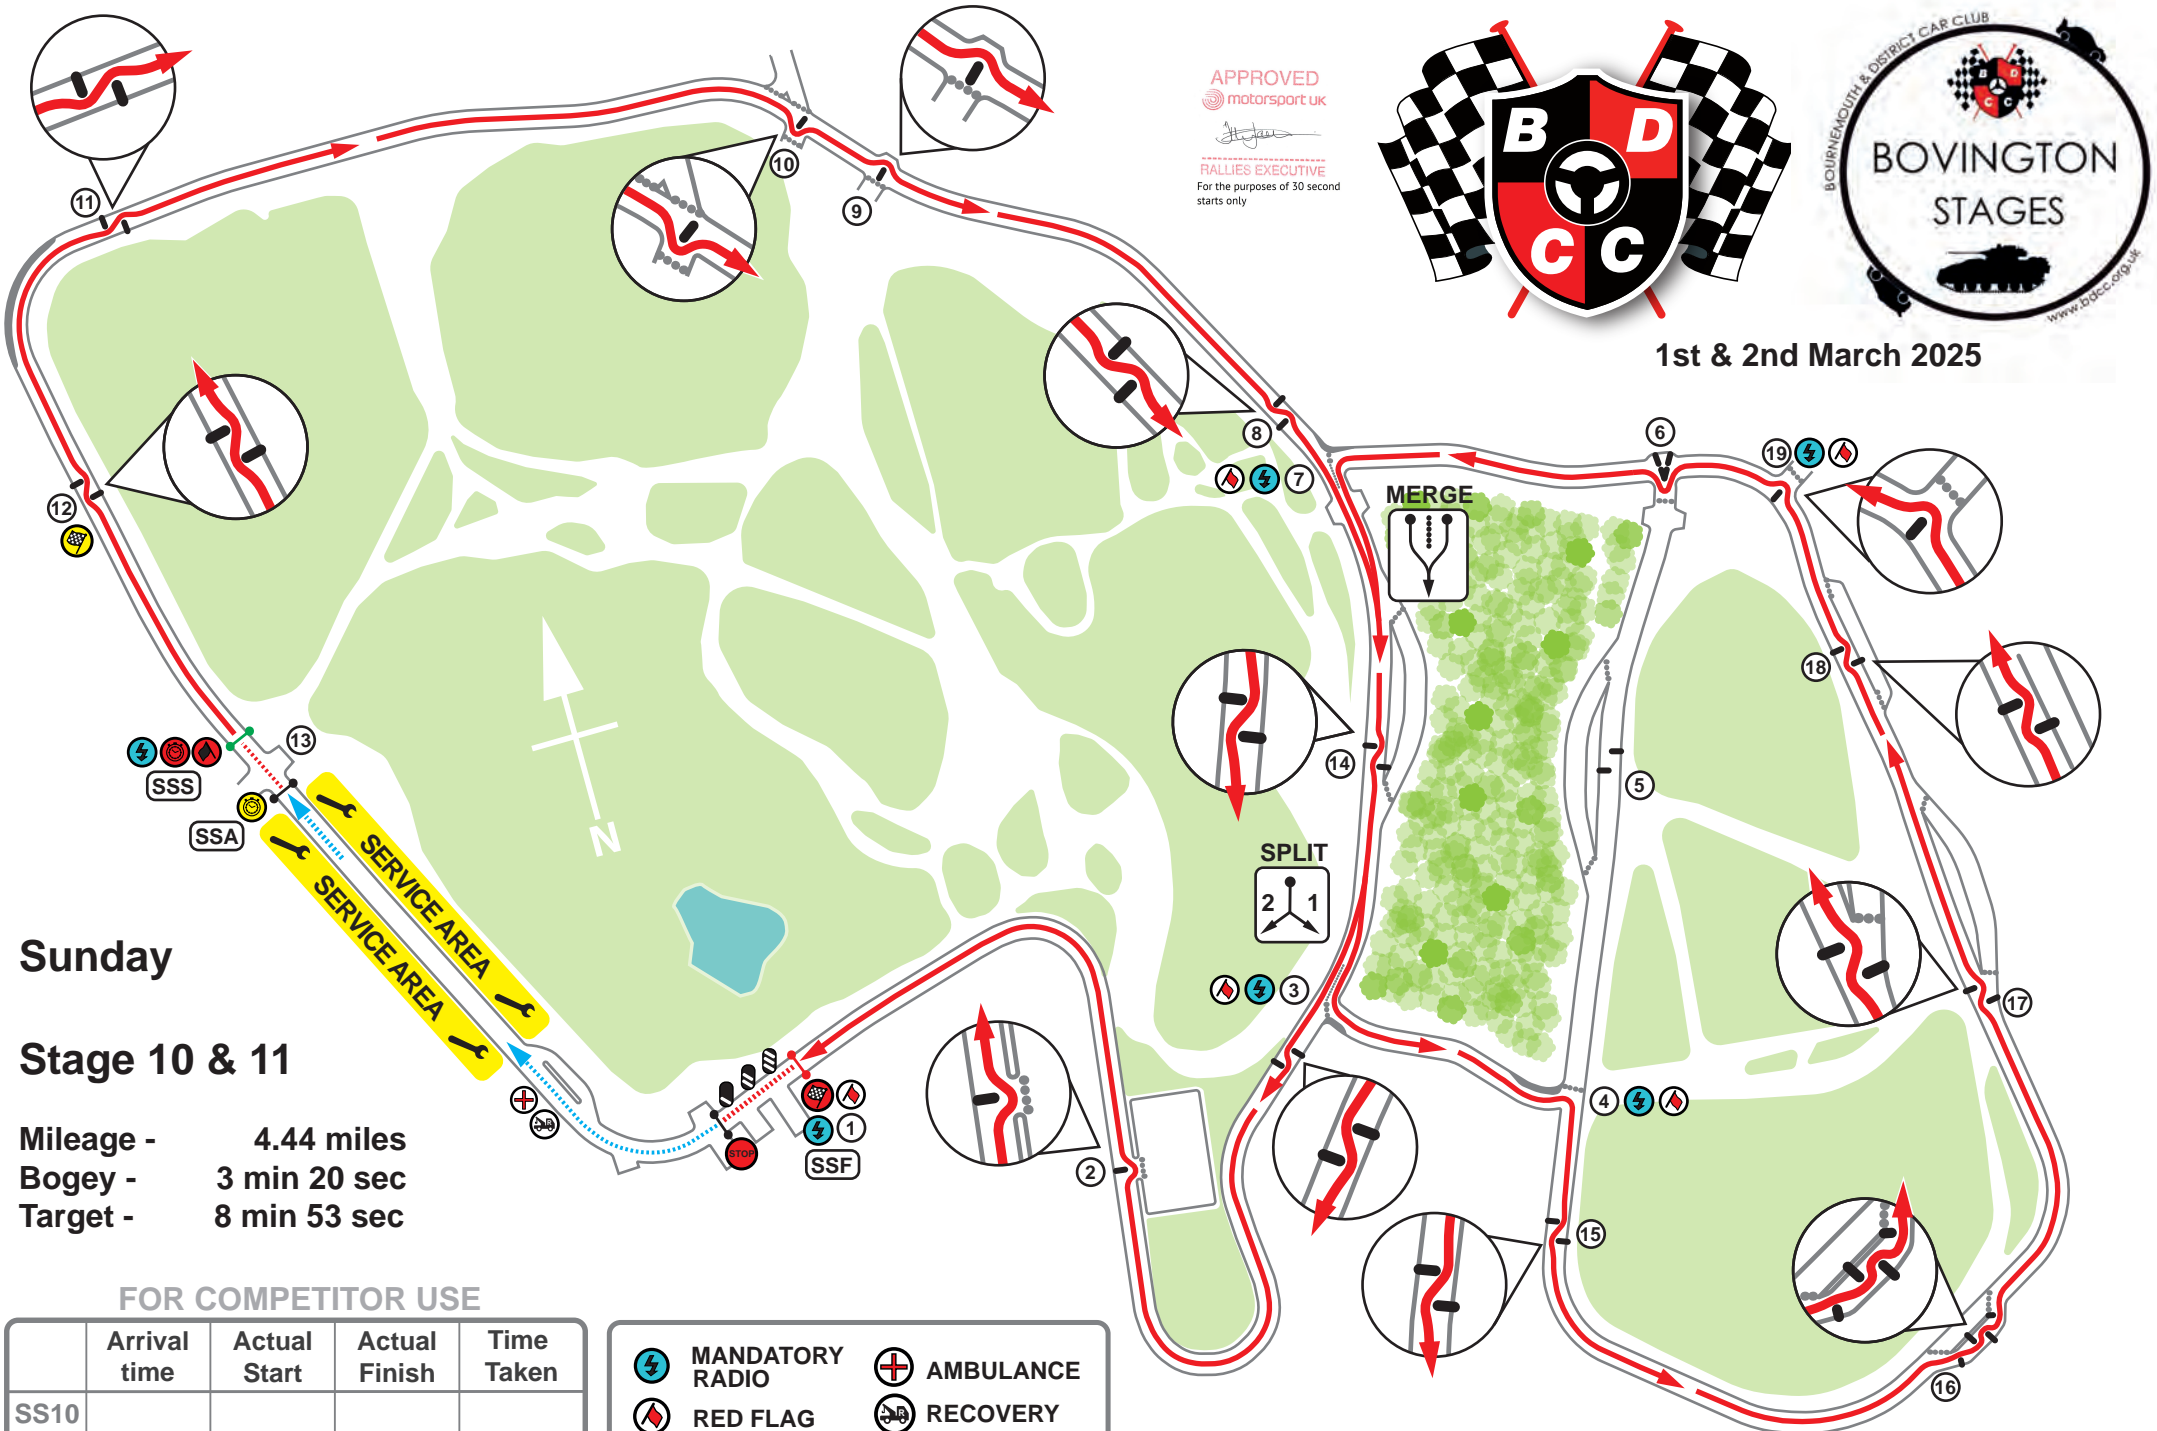 APPROVED
motorsport uk
RALLIES EXECUTIVE
For the purposes of 30 second
starts only
B D
C C
BOURNEMOUTH & DISTRICT CAR CLUB
B D
C C
BOVINGTON
STAGES
www.bdcc.org.uk
1st & 2nd March 2025
11
10
9
8
7
6
19
MERGE
12
18
14
5
13
SSS
SSA
SERVICE AREA
SERVICE AREA
N
SPLIT
2 1
3
17
4
Sunday
Stage 10 & 11
Mileage - 4.44 miles
Bogey - 3 min 20 sec
Target - 8 min 53 sec
STOP
1
SSF
2
15
16
FOR COMPETITOR USE
Arrival time
Actual Start
Actual Finish
Time Taken
SS10
MANDATORY RADIO
AMBULANCE
RED FLAG
RECOVERY